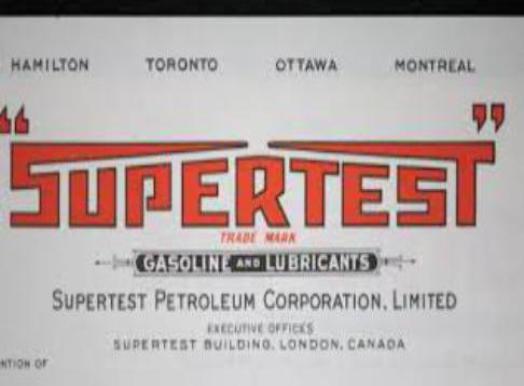 HAMILTON TORONTO OTTAWA MONTREAL
"SUPERTEST"
TRADE MARK
GASOLINE AND LUBRICANTS
SUPERTEST PETROLEUM CORPORATION, LIMITED
EXECUTIVE OFFICES
SUPERTEST BUILDING, LONDON, CANADA
NTION OF